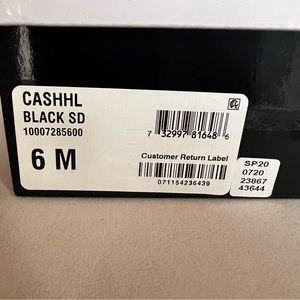 CASHHL
BLACK SD
10007285600
6 M
7 32997 81648 6
Customer Return Label
071154236439
SP20
0720
23867
43644